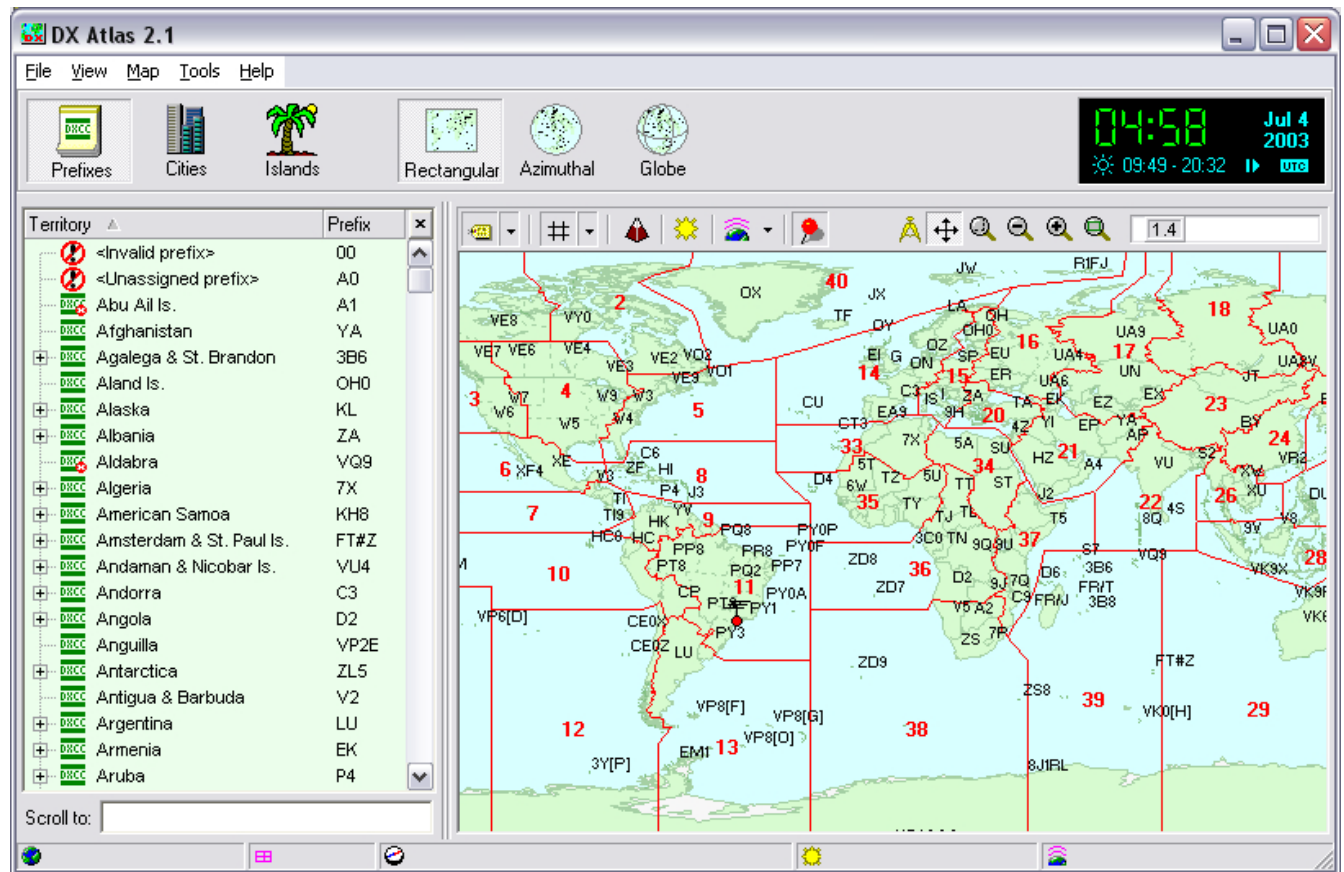 DX Atlas 2.1
File View Map Tools Help
Prefixes Cities Islands Rectangular Azimuthal Globe
04:58 Jul 4 2003
09:49 - 20:32 UTC
Territory Prefix
<Invalid prefix> 00
<Unassigned prefix> A0
Abu Ail Is. A1
Afghanistan YA
Agalega & St. Brandon 3B6
Aland Is. OH0
Alaska KL
Albania ZA
Aldabra VQ9
Algeria 7X
American Samoa KH8
Amsterdam & St. Paul Is. FT#Z
Andaman & Nicobar Is. VU4
Andorra C3
Angola D2
Anguilla VP2E
Antarctica ZL5
Antigua & Barbuda V2
Argentina LU
Armenia EK
Aruba P4
Scroll to:
1.4
JW R1FJ
OX 40 JX 18
VE8 VY0 2 TF OY LA OH
OH0 16 UA9 UA0
VE7 VE6 VE4 VE3 VE2 VO2 VO1 EI G ON OZ SP EU UA4 17
VE9 14 15 ER UA6 UN JT
3 W7 4 W9 W3 5 CU C3 IS I ZA TA EK EZ EX 23
W6 W5 W4 CT3 EA9 9H 20 4Z YI EP YA AP BY 24
6 XF4 XE C6 ZF HI 8 33 7X 5A SU HZ 21 A4 VU S2 VR2
D4 5T 6W TZ 5U TT 34 ST XW XU
7 TI TI9 P4 J3 YV 9 35 TY TJ J2 T5 22 8Q 4S 26
HK HC8 HC PQ8 PY0P 3C0 TN 9Q 9U 37 S7 VQ9 9V V8
10 PP8 PT8 PR8 PQ2 PP7 PY0F ZD8 36 3B6 28
CP 11 PY0A ZD7 D2 9J 7Q D6 FR/T VK9X
VP6[D] CE0X PY1 V5 A2 C9 FR/J 3B8
CE0Z LU PY3 ZS 7P
ZD9 FT#Z
ZS8 39
VP8[F] VP8[G] VK0[H] 29
12 VP8[O] 38
EM1 13
3Y[P] 8J1RL